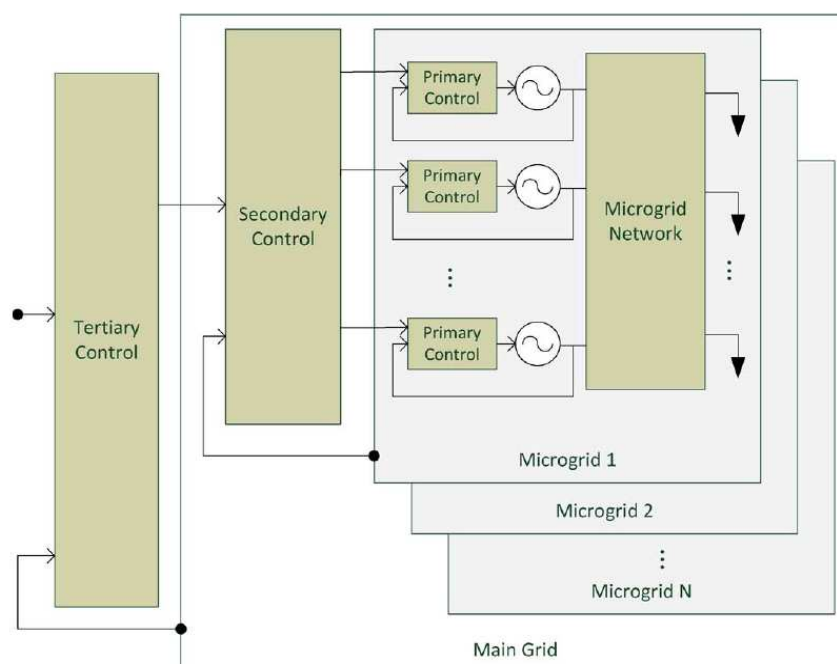 Tertiary
Control
Secondary
Control
Primary
Control
Primary
Control
...
Primary
Control
Microgrid
Network
...
Microgrid 1
Microgrid 2
...
Microgrid N
Main Grid